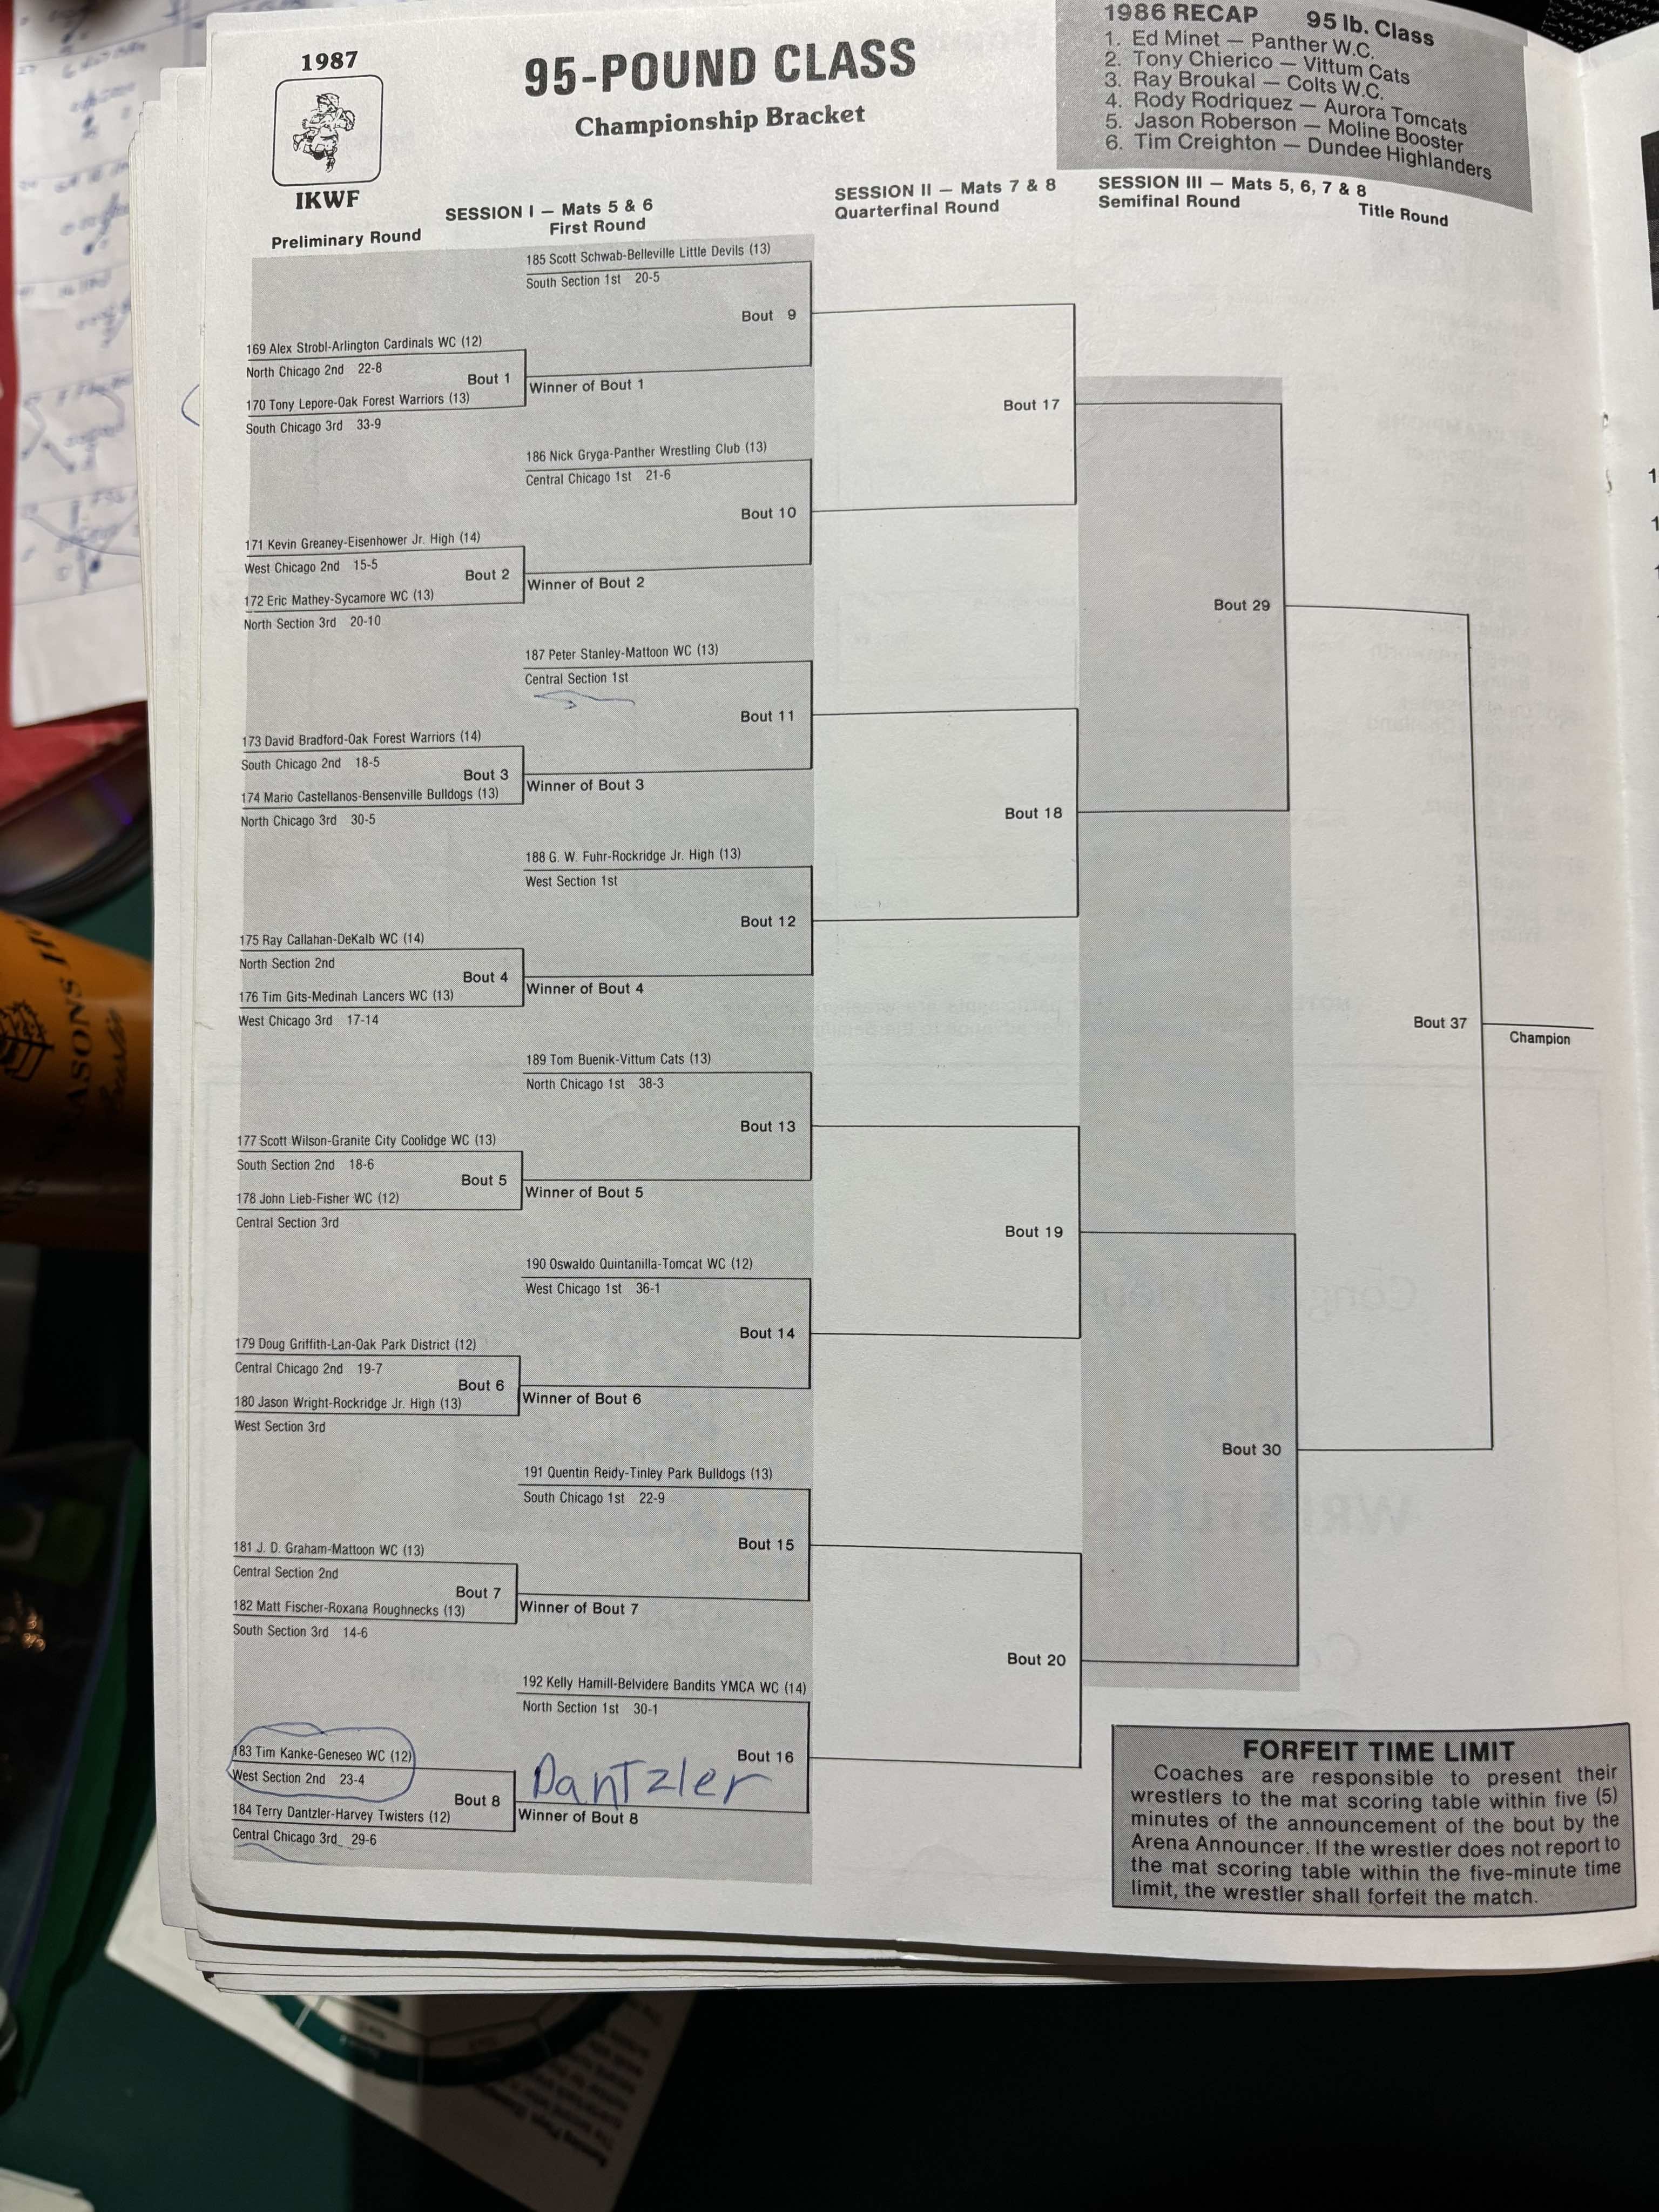 1987
IKWF
95-POUND CLASS
Championship Bracket
1986 RECAP 95 lb. Class
1. Ed Minet — Panther W.C.
2. Tony Chierico — Vittum Cats
3. Ray Broukal — Colts W.C.
4. Rody Rodriquez — Aurora Tomcats
5. Jason Roberson — Moline Booster
6. Tim Creighton — Dundee Highlanders
SESSION I — Mats 5 & 6
Preliminary Round
First Round
SESSION II — Mats 7 & 8
Quarterfinal Round
SESSION III — Mats 5, 6, 7 & 8
Semifinal Round
Title Round
185 Scott Schwab-Belleville Little Devils (13)
South Section 1st 20-5
Bout 9
169 Alex Strobl-Arlington Cardinals WC (12)
North Chicago 2nd 22-8
Bout 1
170 Tony Lepore-Oak Forest Warriors (13)
South Chicago 3rd 33-9
Winner of Bout 1
Bout 17
186 Nick Gryga-Panther Wrestling Club (13)
Central Chicago 1st 21-6
Bout 10
171 Kevin Greaney-Eisenhower Jr. High (14)
West Chicago 2nd 15-5
Bout 2
172 Eric Mathey-Sycamore WC (13)
North Section 3rd 20-10
Winner of Bout 2
Bout 29
187 Peter Stanley-Mattoon WC (13)
Central Section 1st
Bout 11
173 David Bradford-Oak Forest Warriors (14)
South Chicago 2nd 18-5
Bout 3
174 Mario Castellanos-Bensenville Bulldogs (13)
North Chicago 3rd 30-5
Winner of Bout 3
Bout 18
188 G. W. Fuhr-Rockridge Jr. High (13)
West Section 1st
Bout 12
175 Ray Callahan-DeKalb WC (14)
North Section 2nd
Bout 4
176 Tim Gits-Medinah Lancers WC (13)
West Chicago 3rd 17-14
Winner of Bout 4
Bout 37
Champion
189 Tom Buenik-Vittum Cats (13)
North Chicago 1st 38-3
Bout 13
177 Scott Wilson-Granite City Coolidge WC (13)
South Section 2nd 18-6
Bout 5
178 John Lieb-Fisher WC (12)
Central Section 3rd
Winner of Bout 5
Bout 19
190 Oswaldo Quintanilla-Tomcat WC (12)
West Chicago 1st 36-1
Bout 14
179 Doug Griffith-Lan-Oak Park District (12)
Central Chicago 2nd 19-7
Bout 6
180 Jason Wright-Rockridge Jr. High (13)
West Section 3rd
Winner of Bout 6
Bout 30
191 Quentin Reidy-Tinley Park Bulldogs (13)
South Chicago 1st 22-9
Bout 15
181 J. D. Graham-Mattoon WC (13)
Central Section 2nd
Bout 7
182 Matt Fischer-Roxana Roughnecks (13)
South Section 3rd 14-6
Winner of Bout 7
Bout 20
192 Kelly Hamill-Belvidere Bandits YMCA WC (14)
North Section 1st 30-1
Bout 16
183 Tim Kanke-Geneseo WC (12)
West Section 2nd 23-4
Bout 8
184 Terry Dantzler-Harvey Twisters (12)
Central Chicago 3rd 29-6
Dantzler
Winner of Bout 8
FORFEIT TIME LIMIT
Coaches are responsible to present their
wrestlers to the mat scoring table within five (5)
minutes of the announcement of the bout by the
Arena Announcer. If the wrestler does not report to
the mat scoring table within the five-minute time
limit, the wrestler shall forfeit the match.